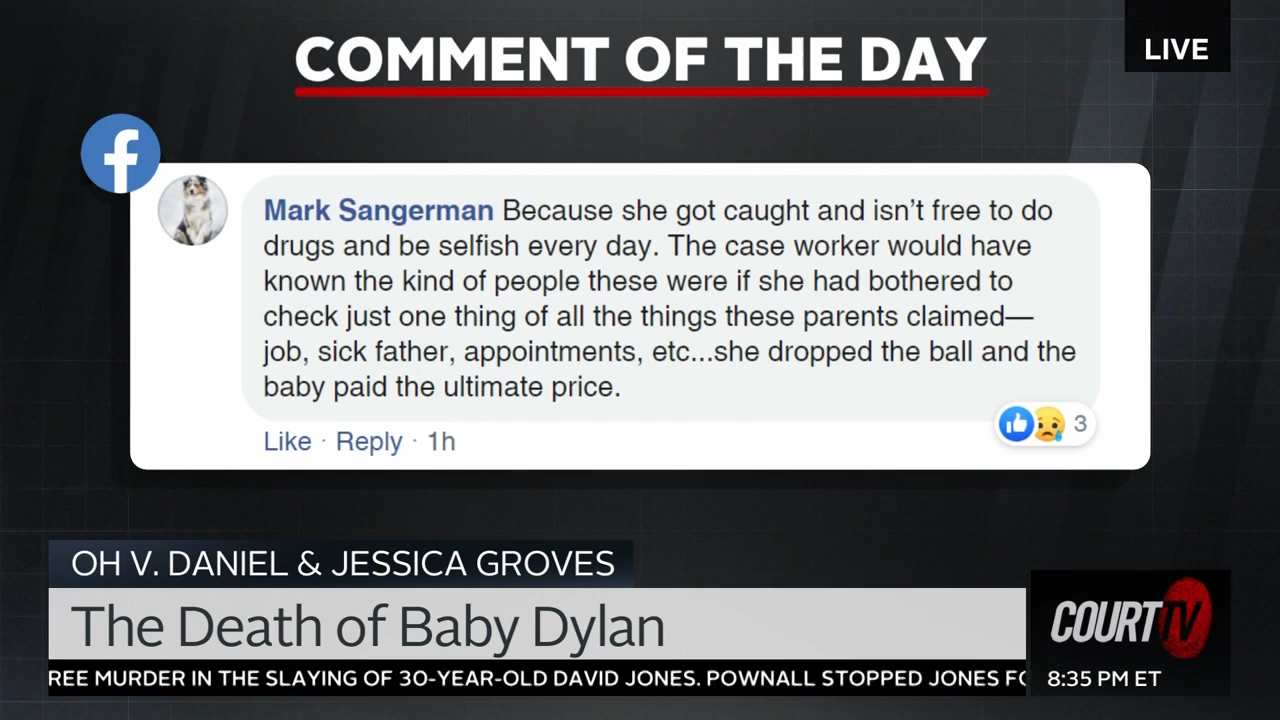 COMMENT OF THE DAY
LIVE
Mark Sangerman Because she got caught and isn’t free to do
drugs and be selfish every day. The case worker would have
known the kind of people these were if she had bothered to
check just one thing of all the things these parents claimed—
job, sick father, appointments, etc...she dropped the ball and the
baby paid the ultimate price.
3
Like · Reply · 1h
OH V. DANIEL & JESSICA GROVES
The Death of Baby Dylan
COURT TV
REE MURDER IN THE SLAYING OF 30-YEAR-OLD DAVID JONES. POWNALL STOPPED JONES FO
8:35 PM ET